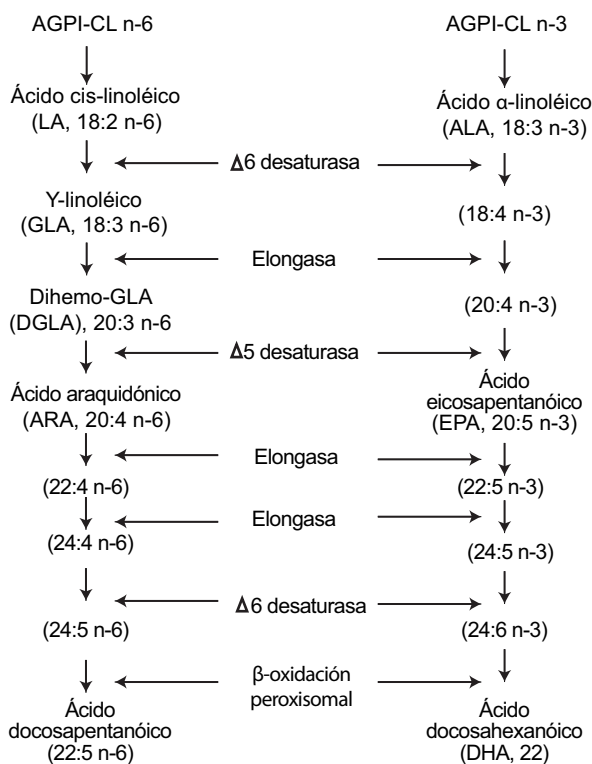 AGPI-CL n-6
AGPI-CL n-3
Ácido cis-linoléico
(LA, 18:2 n-6)
Ácido α-linoléico
(ALA, 18:3 n-3)
Δ6 desaturasa
Y-linoléico
(GLA, 18:3 n-6)
(18:4 n-3)
Elongasa
Dihemo-GLA
(DGLA), 20:3 n-6
(20:4 n-3)
Δ5 desaturasa
Ácido araquidónico
(ARA, 20:4 n-6)
Ácido
eicosapentanóico
(EPA, 20:5 n-3)
Elongasa
(22:4 n-6)
(22:5 n-3)
Elongasa
(24:4 n-6)
(24:5 n-3)
Δ6 desaturasa
(24:5 n-6)
(24:6 n-3)
β-oxidación
peroxisomal
Ácido
docosapentanóico
(22:5 n-6)
Ácido
docosahexanóico
(DHA, 22)